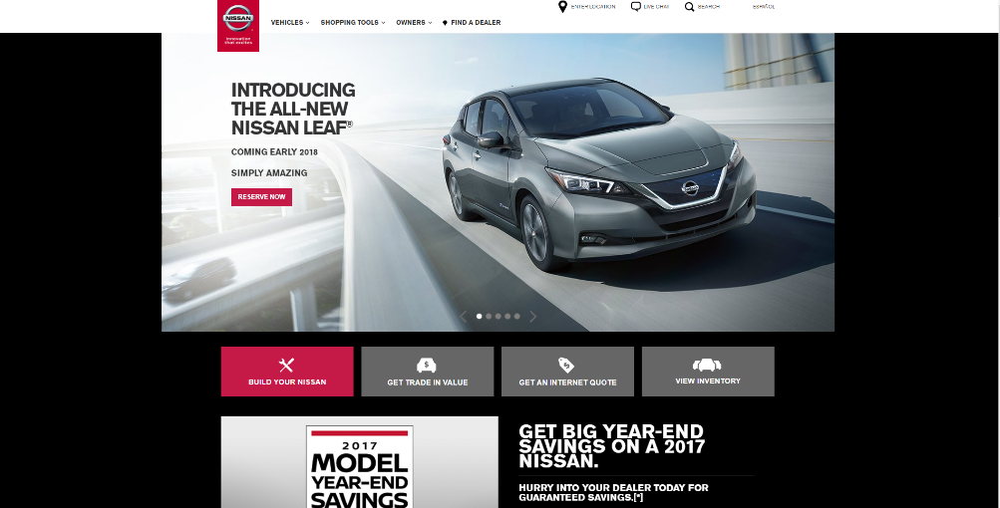 ENTER LOCATION
LIVE CHAT
SEARCH
ESPAÑOL
NISSAN
Innovation
that excites
VEHICLES
SHOPPING TOOLS
OWNERS
FIND A DEALER
INTRODUCING
THE ALL-NEW
NISSAN LEAF®
COMING EARLY 2018
SIMPLY AMAZING
RESERVE NOW
BUILD YOUR NISSAN
GET TRADE IN VALUE
GET AN INTERNET QUOTE
VIEW INVENTORY
2017
MODEL
YEAR-END
SAVINGS
GET BIG YEAR-END
SAVINGS ON A 2017
NISSAN.
HURRY INTO YOUR DEALER TODAY FOR
GUARANTEED SAVINGS.[*]